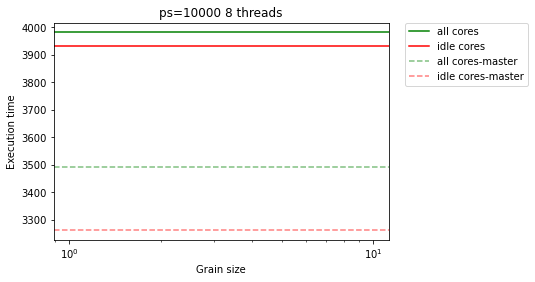 ps=10000 8 threads
4000
3900
3800
3700
3600
3500
3400
3300
Execution time
10^0
10^1
Grain size
all cores
idle cores
all cores-master
idle cores-master